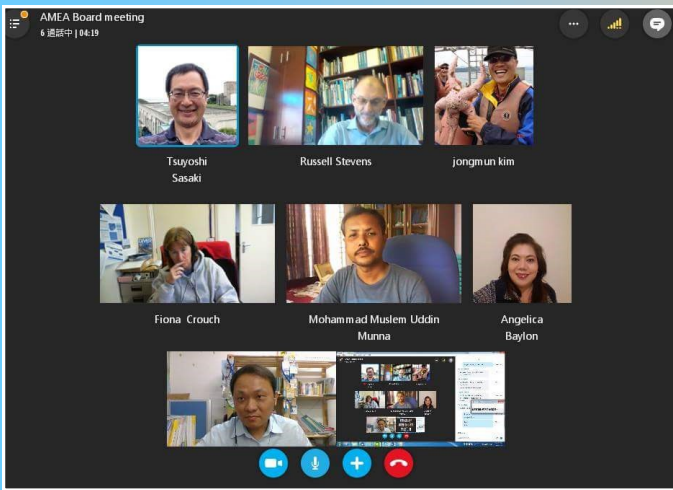 AMEA Board meeting
6 通話中 | 04:19
Tsuyoshi
Sasaki
Russell Stevens
jongmun kim
Fiona Crouch
Mohammad Muslem Uddin
Munna
Angelica
Baylon